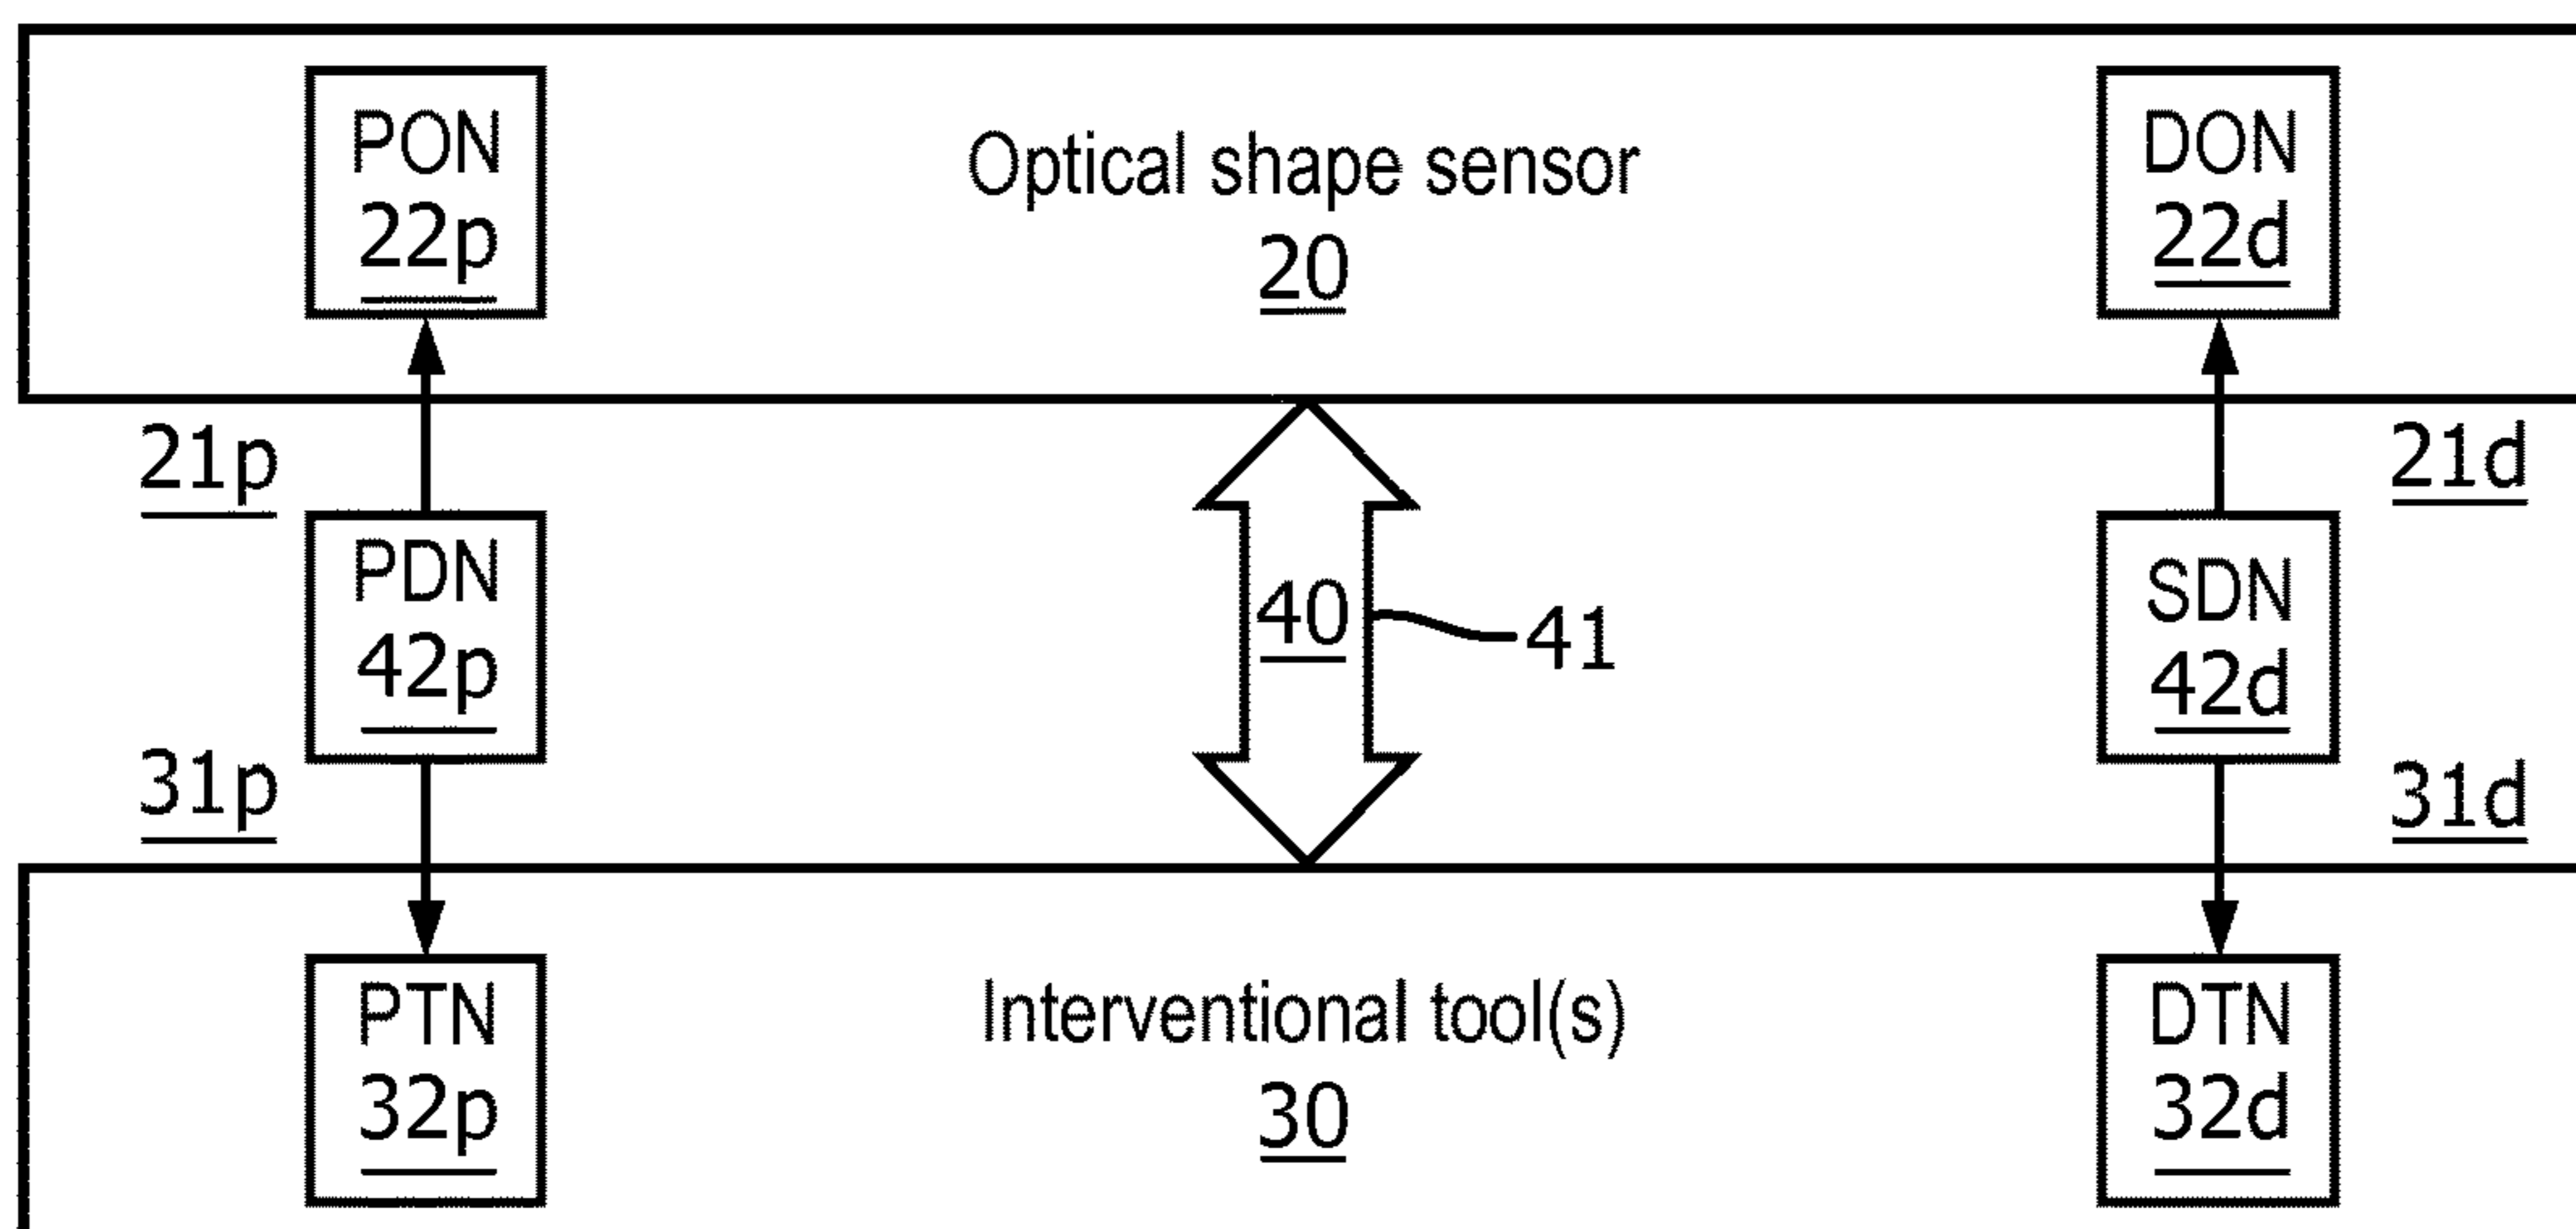 PON
22p
Optical shape sensor
20
DON
22d
21p
21d
PDN
42p
40
41
SDN
42d
31p
31d
PTN
32p
Interventional tool(s)
30
DTN
32d